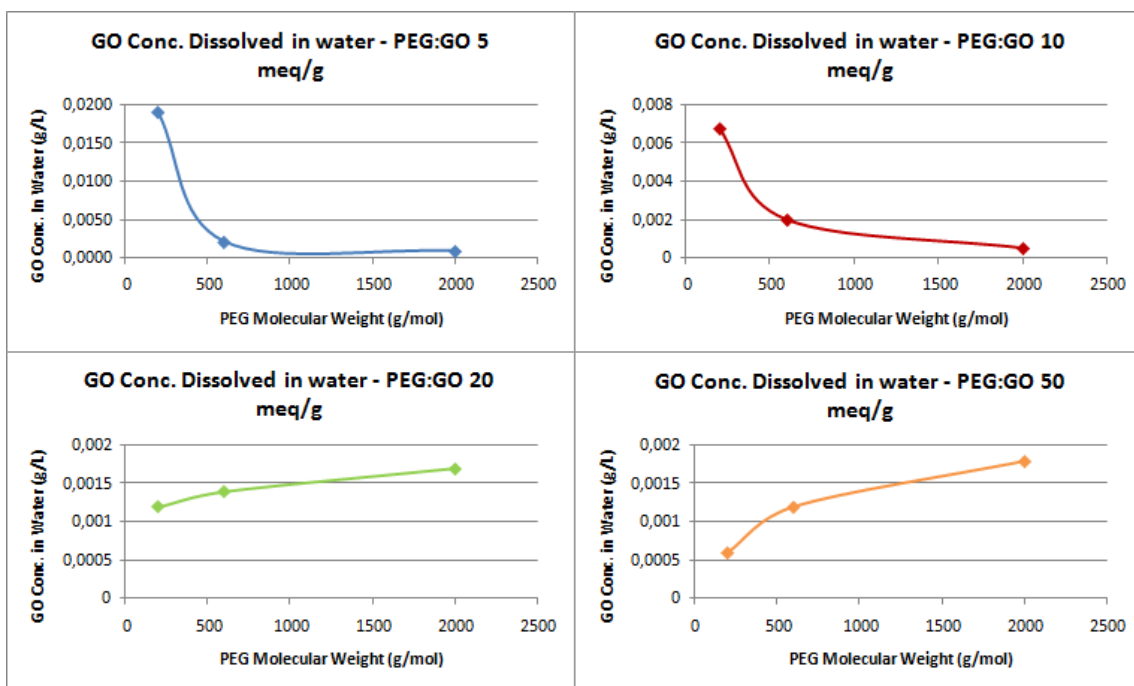 GO Conc. Dissolved in water - PEG:GO 5
meq/g
GO Conc. In Water (g/L)
0,0200
0,0150
0,0100
0,0050
0,0000
0 500 1000 1500 2000 2500
PEG Molecular Weight (g/mol)
GO Conc. Dissolved in water - PEG:GO 10
meq/g
GO Conc. in Water (g/L)
0,008
0,006
0,004
0,002
0
0 500 1000 1500 2000 2500
PEG Molecular Weight (g/mol)
GO Conc. Dissolved in water - PEG:GO 20
meq/g
GO Conc. in Water (g/L)
0,002
0,0015
0,001
0,0005
0
0 500 1000 1500 2000 2500
PEG Molecular Weight (g/mol)
GO Conc. Dissolved in water - PEG:GO 50
meq/g
GO Conc. in Water (g/L)
0,002
0,0015
0,001
0,0005
0
0 500 1000 1500 2000 2500
PEG Molecular Weight (g/mol)